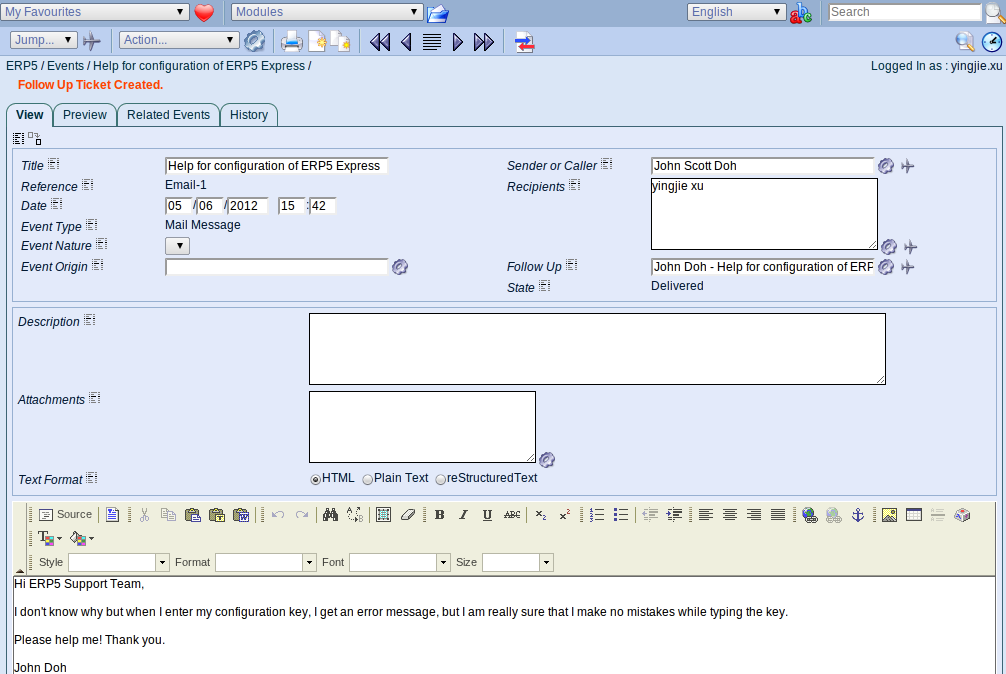 My Favourites Modules English Search
Jump... Action...
ERP5 / Events / Help for configuration of ERP5 Express / Logged In as : yingjie.xu
Follow Up Ticket Created.
View Preview Related Events History
Title Help for configuration of ERP5 Express Sender or Caller John Scott Doh
Reference Email-1 Recipients yingjie xu
Date 05 / 06 / 2012 15 : 42
Event Type Mail Message
Event Nature
Event Origin Follow Up John Doh - Help for configuration of ERP
State Delivered
Description
Attachments
Text Format HTML Plain Text reStructuredText
Source B I U ABC x₂ x²
Style Format Font Size
Hi ERP5 Support Team,
I don't know why but when I enter my configuration key, I get an error message, but I am really sure that I make no mistakes while typing the key.
Please help me! Thank you.
John Doh